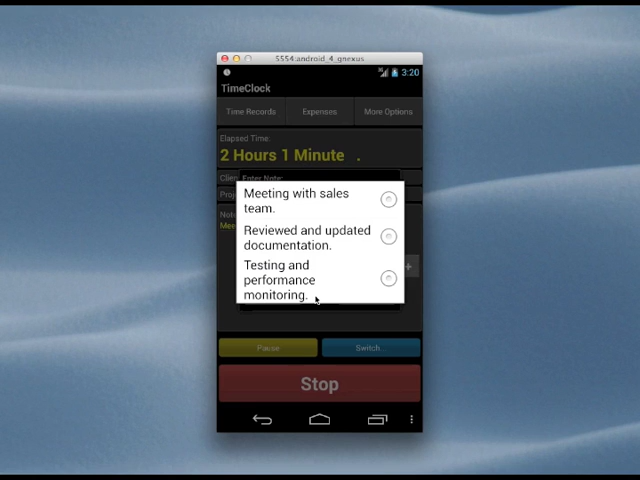 5554:android_4_gnexus
3:20
TimeClock
Time Records
Expenses
More Options
Elapsed Time:
2 Hours 1 Minute .
Enter Note:
Meeting with sales
team.
Reviewed and updated
documentation.
Testing and
performance
monitoring.
+
Pause
Switch
Stop